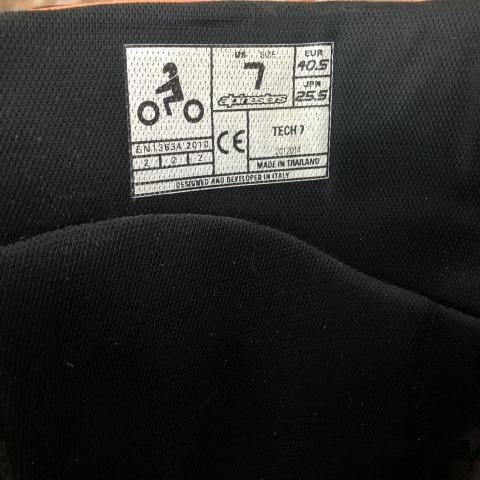 US SIZE
7
EUR
40.5
JPN
25.5
alpinestars
EN13634:2010
2 2 2
CE
TECH 7
2012014
MADE IN THAILAND
DESIGNED AND DEVELOPED IN ITALY